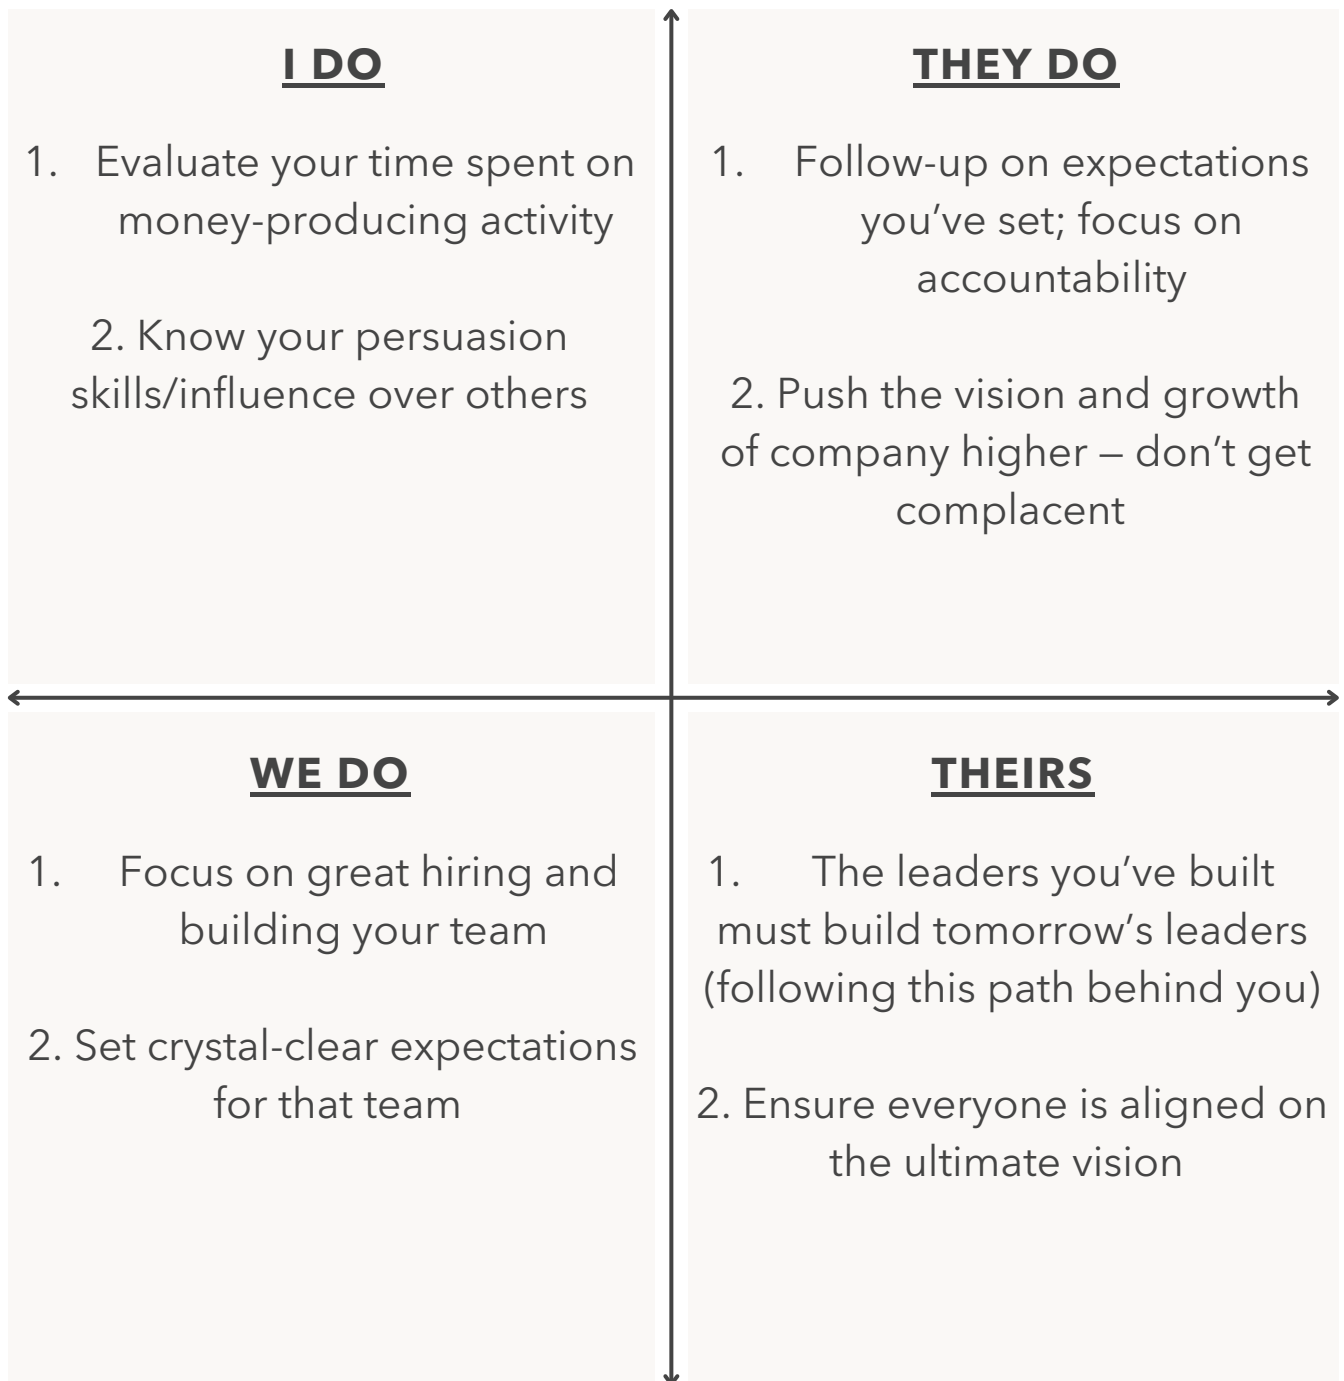 I DO
1. Evaluate your time spent on
money-producing activity
2. Know your persuasion
skills/influence over others
THEY DO
1. Follow-up on expectations
you’ve set; focus on
accountability
2. Push the vision and growth
of company higher – don’t get
complacent
WE DO
1. Focus on great hiring and
building your team
2. Set crystal-clear expectations
for that team
THEIRS
1. The leaders you’ve built
must build tomorrow’s leaders
(following this path behind you)
2. Ensure everyone is aligned on
the ultimate vision